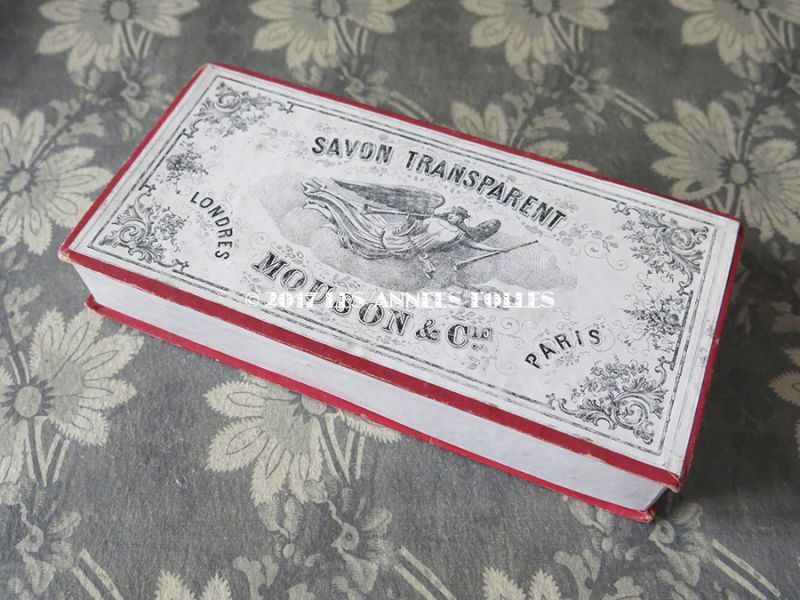 SAVON TRANSPARENT
LONDRES
MOUSON & CIE
PARIS
© 2017 LES ANNEES FOLLES